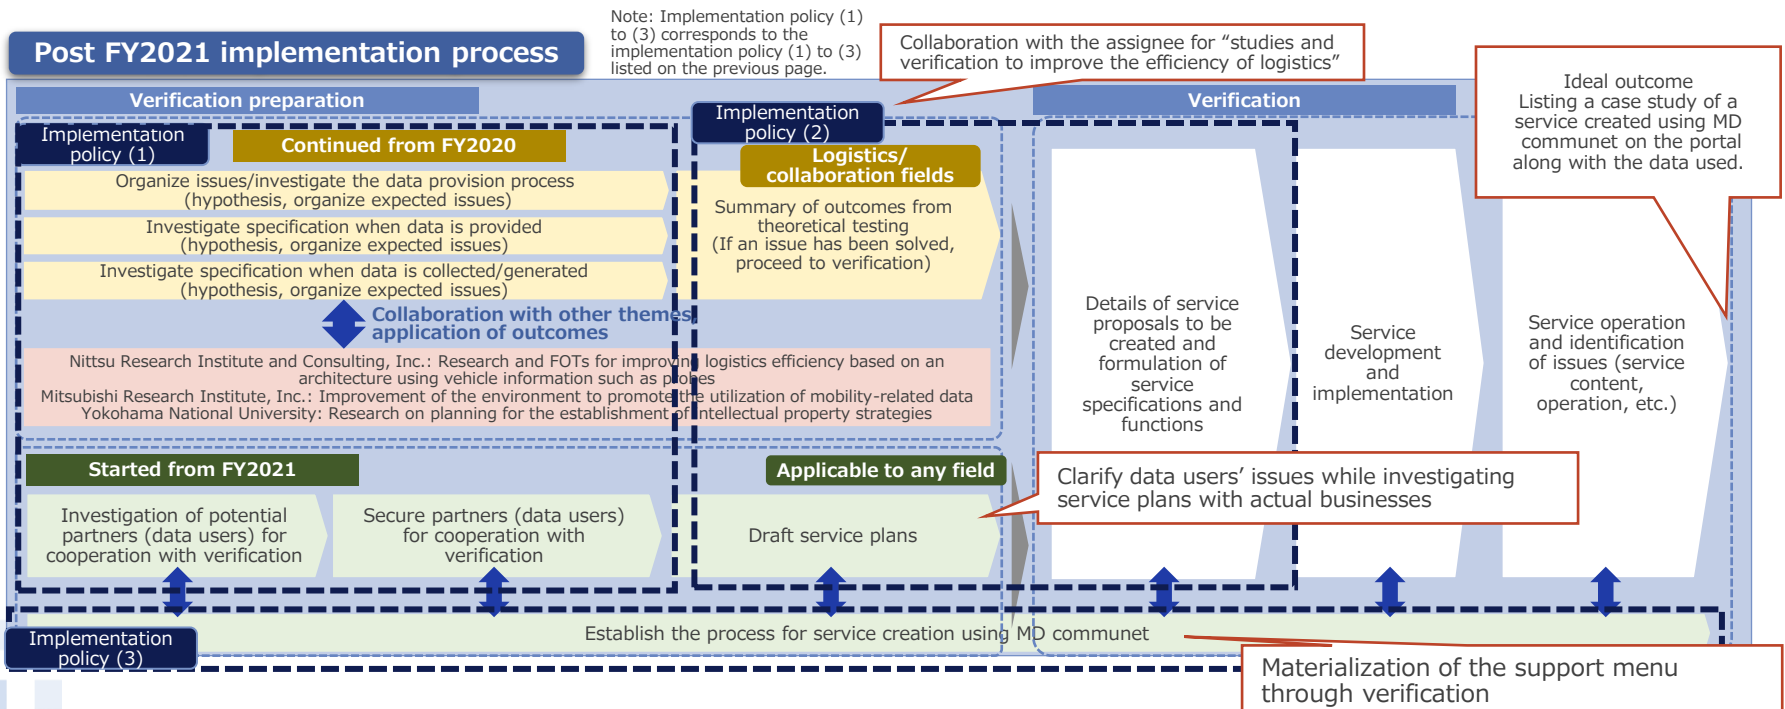 Post FY2021 implementation process
Note: Implementation policy (1)
to (3) corresponds to the
implementation policy (1) to (3)
listed on the previous page.
Collaboration with the assignee for “studies and
verification to improve the efficiency of logistics”
Ideal outcome
Listing a case study of a
service created using MD
communet on the portal
along with the data used.
Verification preparation
Verification
Implementation
policy (1)
Continued from FY2020
Implementation
policy (2)
Logistics/
collaboration fields
Organize issues/investigate the data provision process
(hypothesis, organize expected issues)
Investigate specification when data is provided
(hypothesis, organize expected issues)
Investigate specification when data is collected/generated
(hypothesis, organize expected issues)
Summary of outcomes from
theoretical testing
(If an issue has been solved,
proceed to verification)
Collaboration with other themes,
application of outcomes
Nittsu Research Institute and Consulting, Inc.: Research and FOTs for improving logistics efficiency based on an
architecture using vehicle information such as probes
Mitsubishi Research Institute, Inc.: Improvement of the environment to promote the utilization of mobility-related data
Yokohama National University: Research on planning for the establishment of intellectual property strategies
Details of service
proposals to be
created and
formulation of
service
specifications and
functions
Service
development
and
implementation
Service operation
and identification
of issues (service
content,
operation, etc.)
Started from FY2021
Applicable to any field
Clarify data users’ issues while investigating
service plans with actual businesses
Investigation of potential
partners (data users) for
cooperation with verification
Secure partners (data users)
for cooperation with
verification
Draft service plans
Implementation
policy (3)
Establish the process for service creation using MD communet
Materialization of the support menu
through verification